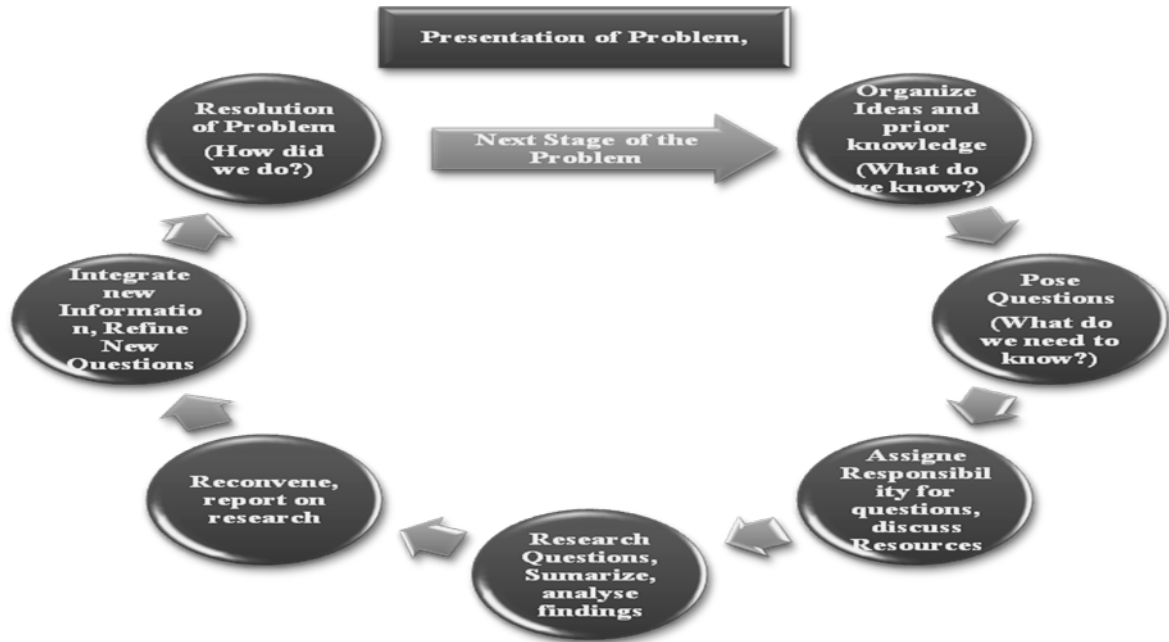 Presentation of Problem,
Next Stage of the
Problem
Organize
Ideas and
prior
knowledge
(What do
we know?)
Pose
Questions
(What do
we need to
know?)
Assigne
Responsibil
ity for
questions,
discuss
Resources
Research
Questions,
Sumarize,
analyse
findings
Reconvene,
report on
research
Integrate
new
Informatio
n, Refine
New
Questions
Resolution
of Problem
(How did
we do?)